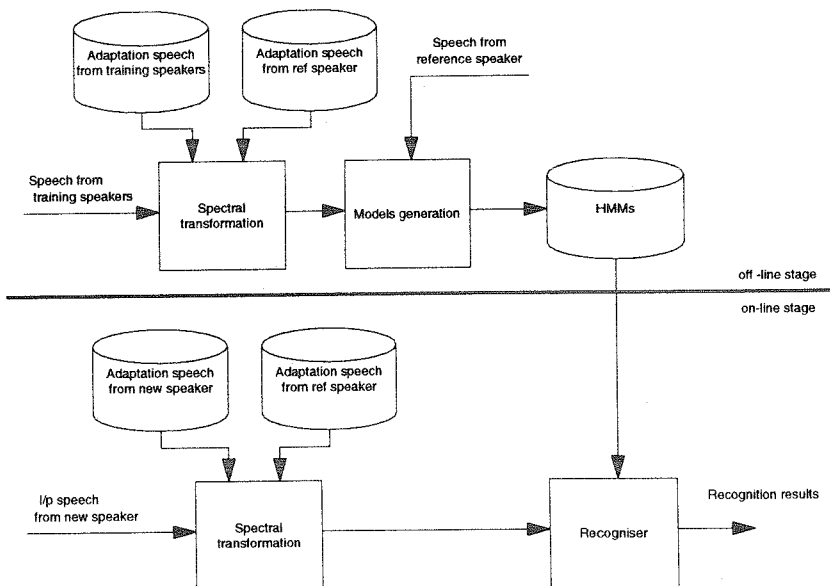 Adaptation speech
from training speakers
Adaptation speech
from ref speaker
Speech from
reference speaker
Speech from
training speakers
Spectral
transformation
Models generation
HMMs
off -line stage
on-line stage
Adaptation speech
from new speaker
Adaptation speech
from ref speaker
I/p speech
from new speaker
Spectral
transformation
Recogniser
Recognition results